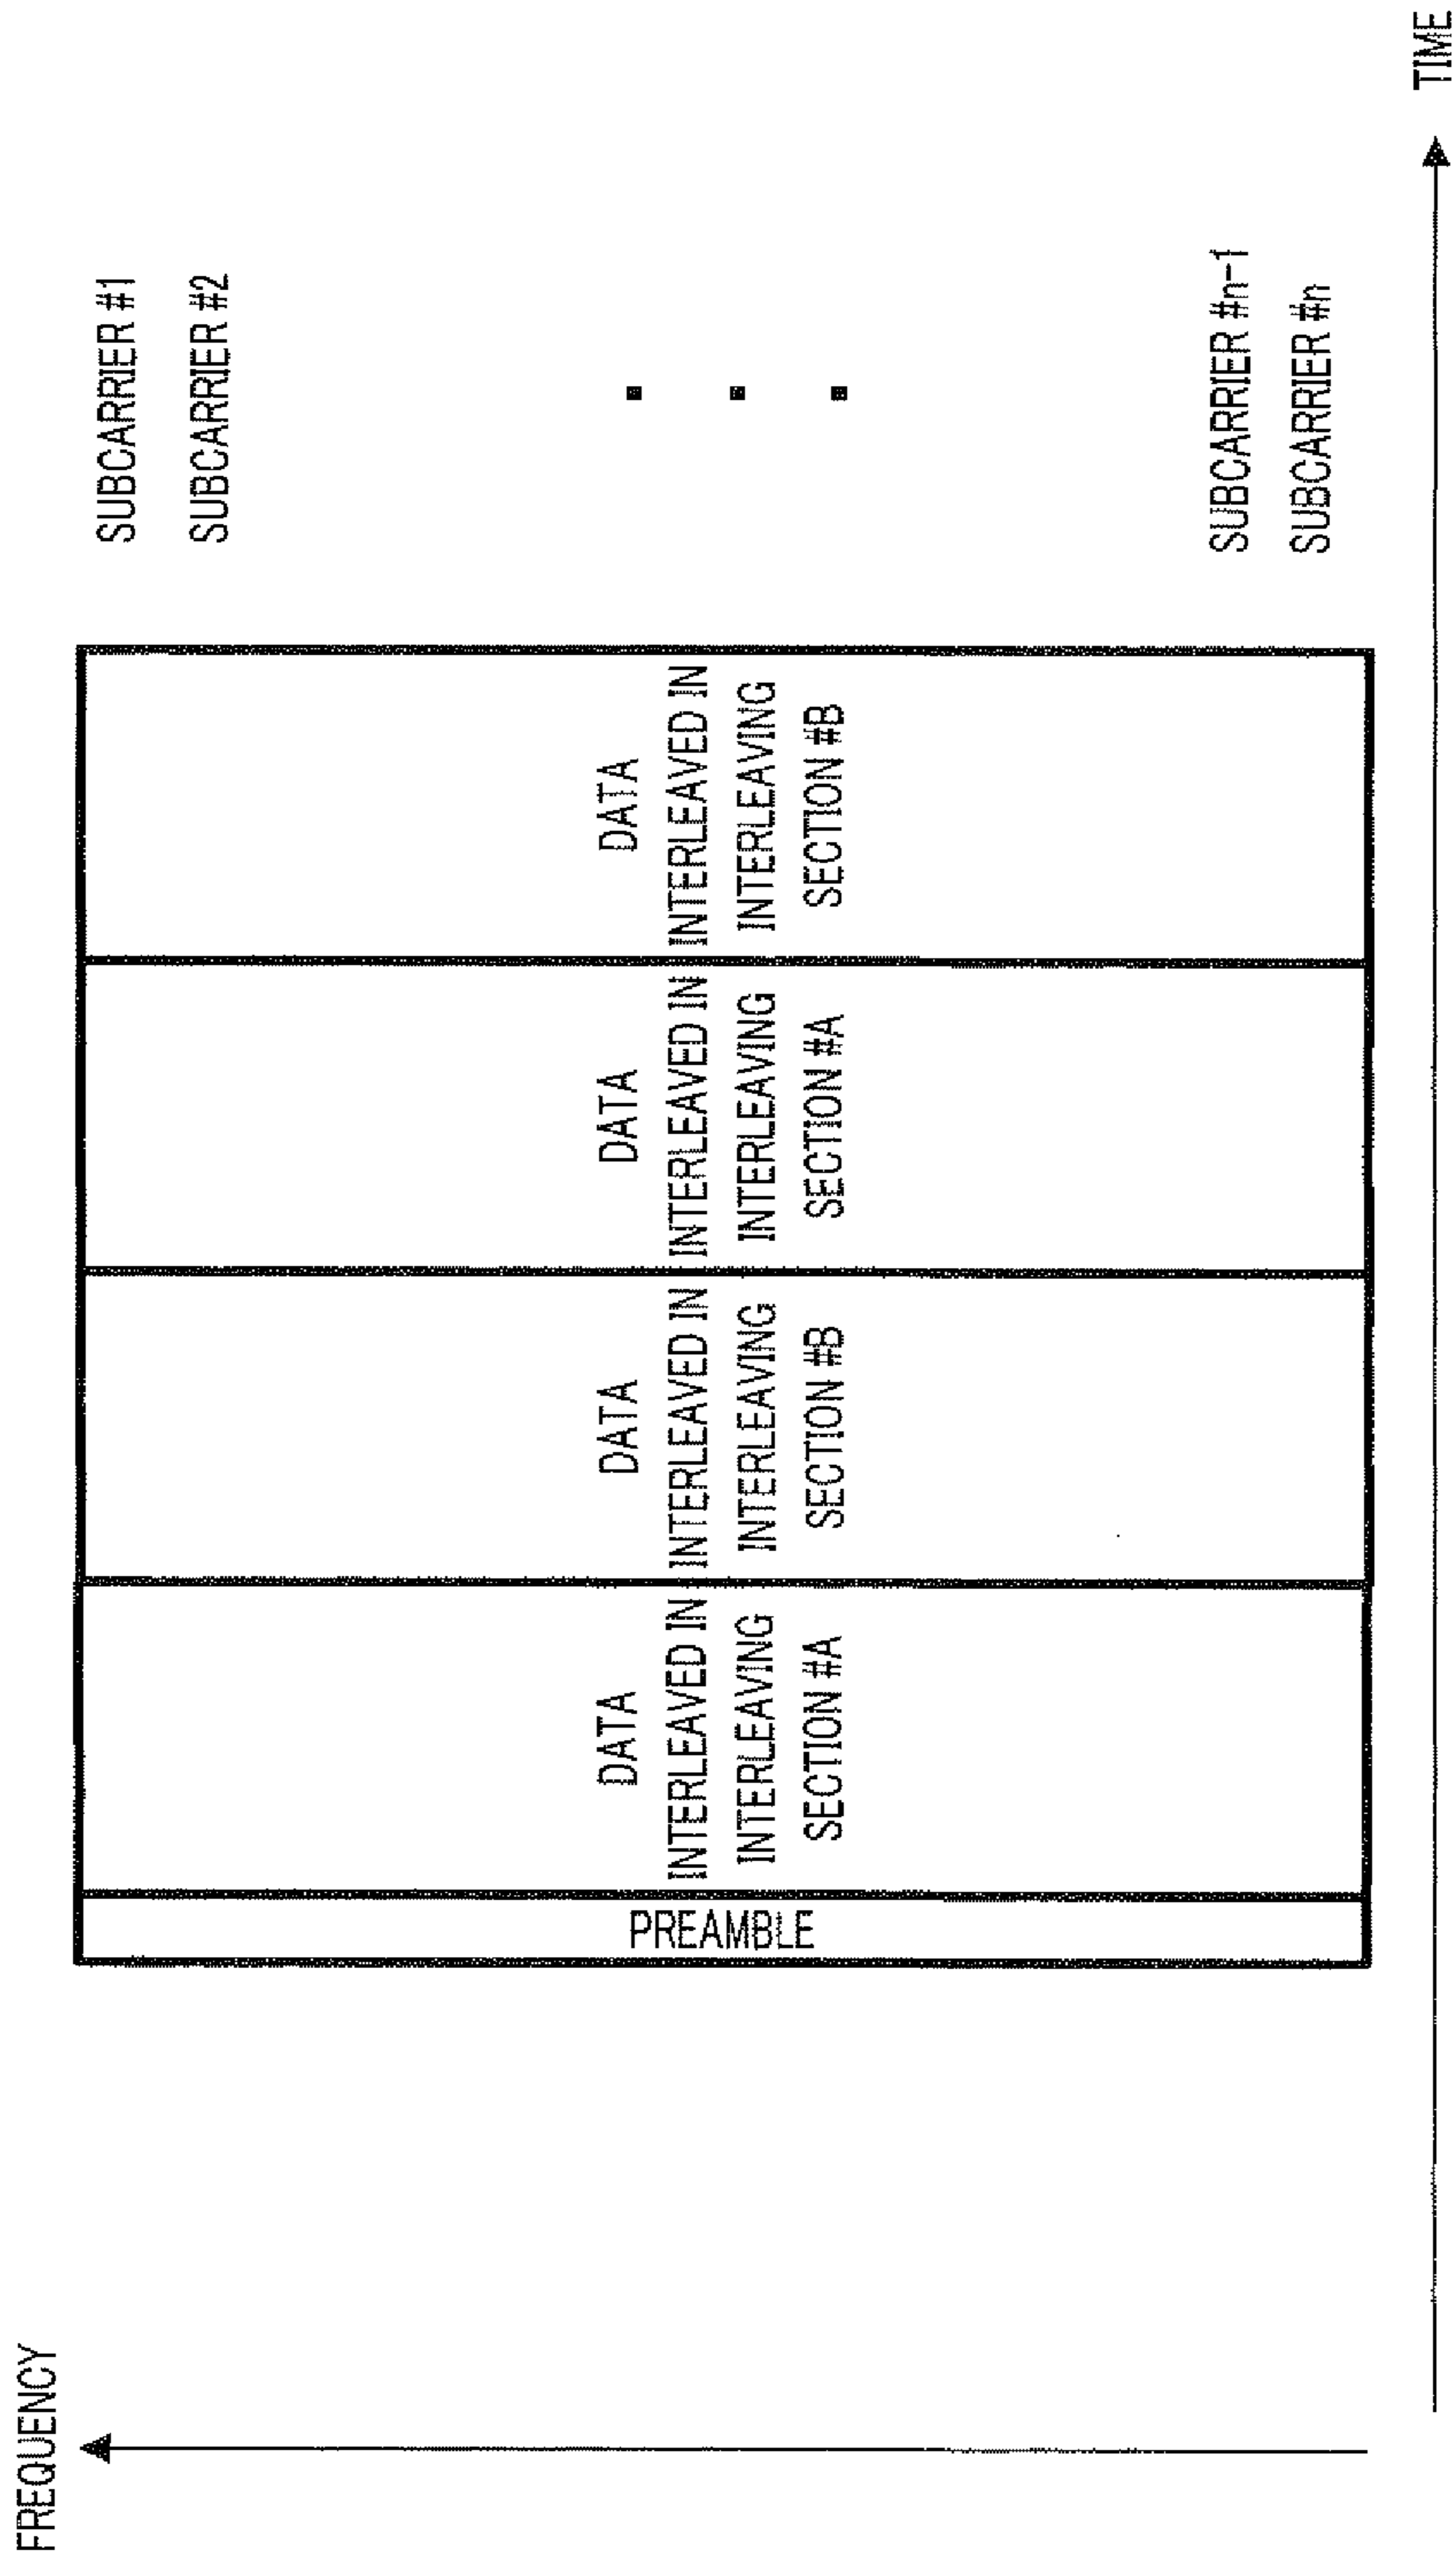 FREQUENCY
PREAMBLE
DATA
INTERLEAVED IN
INTERLEAVING
SECTION #A
DATA
INTERLEAVED IN
INTERLEAVING
SECTION #B
DATA
INTERLEAVED IN
INTERLEAVING
SECTION #A
DATA
INTERLEAVED IN
INTERLEAVING
SECTION #B
SUBCARRIER #1
SUBCARRIER #2
SUBCARRIER #n-1
SUBCARRIER #n
TIME